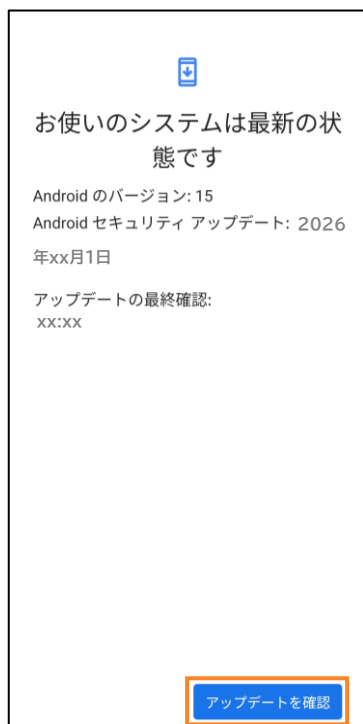 お使いのシステムは最新の状
態です
Android のバージョン: 15
Android セキュリティ アップデート: 2026
年xx月1日
アップデートの最終確認:
xx:xx
アップデートを確認